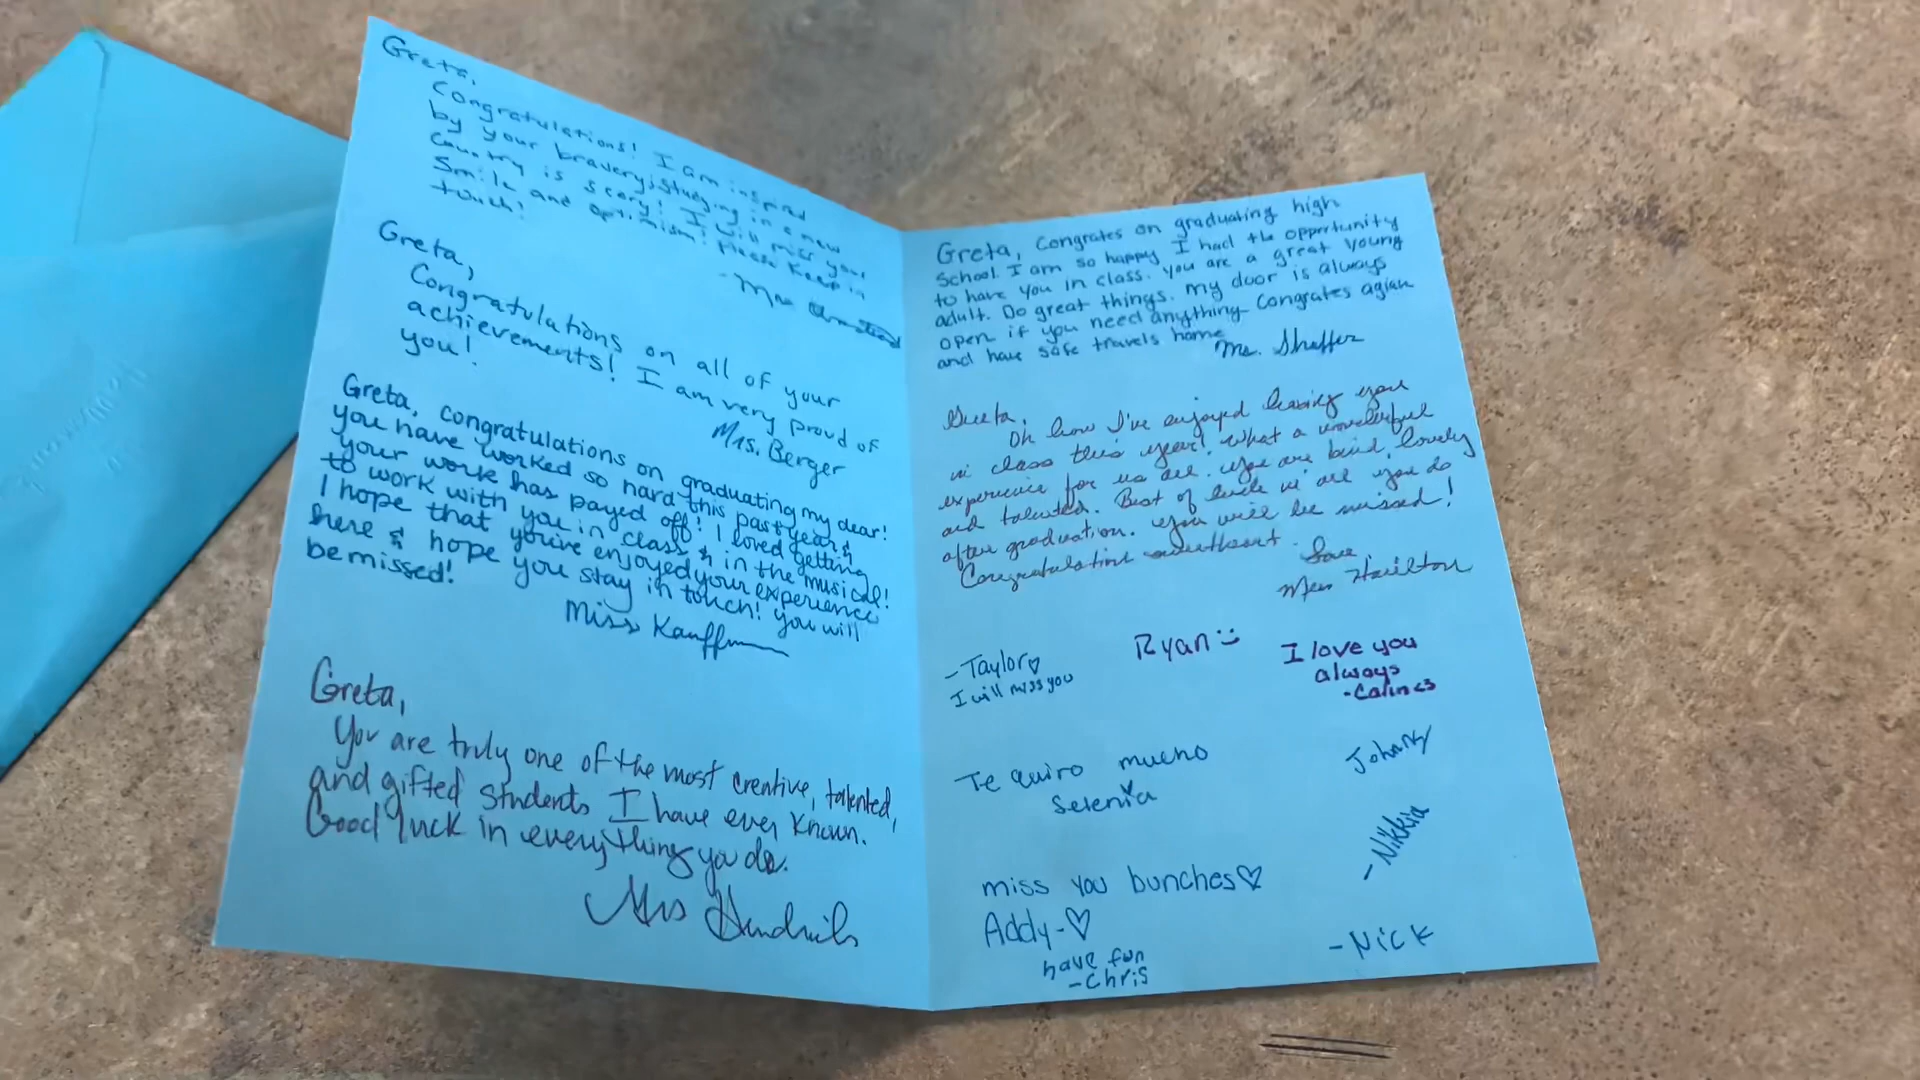 Greta,
Congratulations! I am inspired
by your bravery; studying in a new
Country is scary! I will miss your
Smile and optimism! Please Keep in
touch!
Greta,
Congratulations on all of your
achievements! I am very proud of
you!
Mrs. Berger
Greta, congratulations on graduating my dear!
you have worked so hard this past year &
your work has payed off! I loved getting
to work with you in class & in the musical!
I hope that you've enjoyed your experience
here & hope you stay in touch! you will
be missed!
Miss Kauffman
Greta,
You are truly one of the most creative, talented,
and gifted students I have ever known.
Good luck in everything you do.
Mrs Hendricks
Greta, Congrates on graduating high
School. I am so happy I had the opportunity
to have you in class. You are a great young
adult. Do great things. My door is always
open if you need anything Congrates agian
and have safe travels home
Ms. Shaffer
Greta,
Oh how I've enjoyed having you
in class this year! What a wonderful
experience for us all. You are kind, lovely
and talented. Best of luck in all you do
after graduation. You will be missed!
Congratulations sweetheart.
Love
Mrs Hamilton
-Taylor♡
I will miss you
Ryan :)
I love you
always
-Calin <3
Te quiro mucho
Selenia
Johnny
-Nikkia
miss you bunches♡
Addy-♡
have fun
-Chris
-Nick